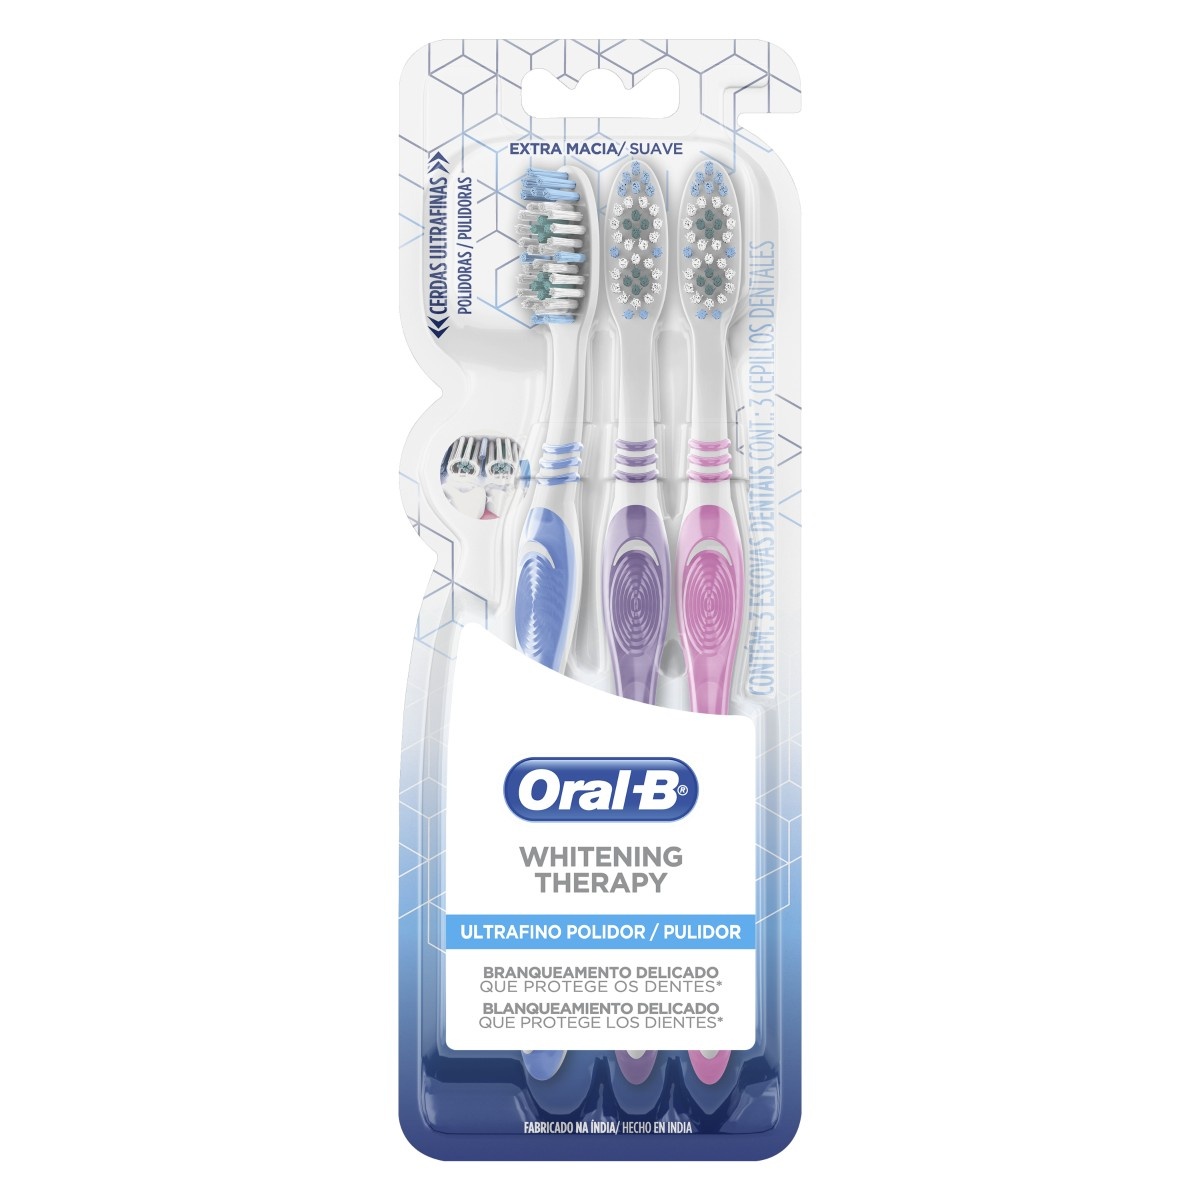 EXTRA MACIA/ SUAVE
CERDAS ULTRAFINAS
POLIDORAS / PULIDORAS
CONTÉM: 3 ESCOVAS DENTAIS CONT.: 3 CEPILLOS DENTALES
Oral-B®
WHITENING
THERAPY
ULTRAFINO POLIDOR / PULIDOR
BRANQUEAMENTO DELICADO
QUE PROTEGE OS DENTES*
BLANQUEAMIENTO DELICADO
QUE PROTEGE LOS DIENTES*
FABRICADO NA ÍNDIA/ HECHO EN INDIA